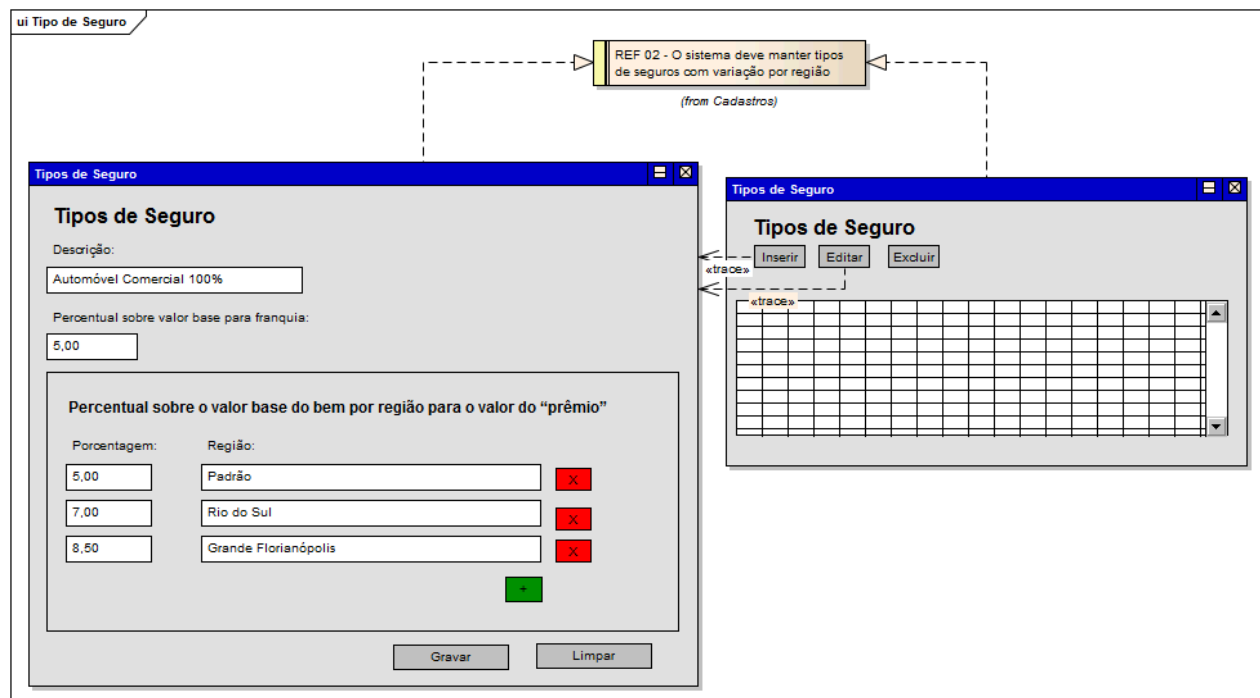 ui Tipo de Seguro
REF 02 - O sistema deve manter tipos
de seguros com variação por região
(from Cadastros)
Tipos de Seguro
Tipos de Seguro
Descrição:
Automóvel Comercial 100%
Percentual sobre valor base para franquia:
5,00
Percentual sobre o valor base do bem por região para o valor do “prêmio”
Porcentagem: Região:
5,00 Padrão X
7,00 Rio do Sul X
8,50 Grande Florianópolis X
+
Gravar Limpar
Tipos de Seguro
Tipos de Seguro
Inserir Editar Excluir
«trace»
«trace»